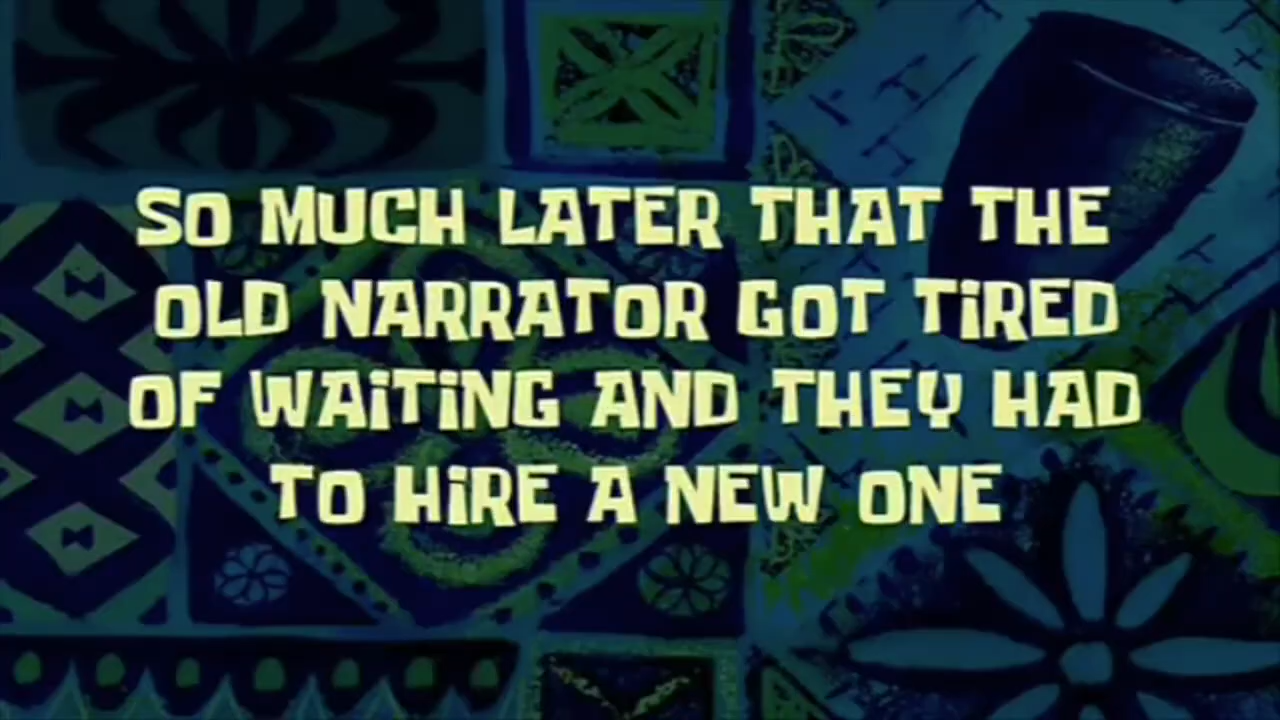 SO MUCH LATER THAT THE
OLD NARRATOR GOT TiRED
OF WAiTiNG AND THEY HAD
TO HiRE A NEW ONE